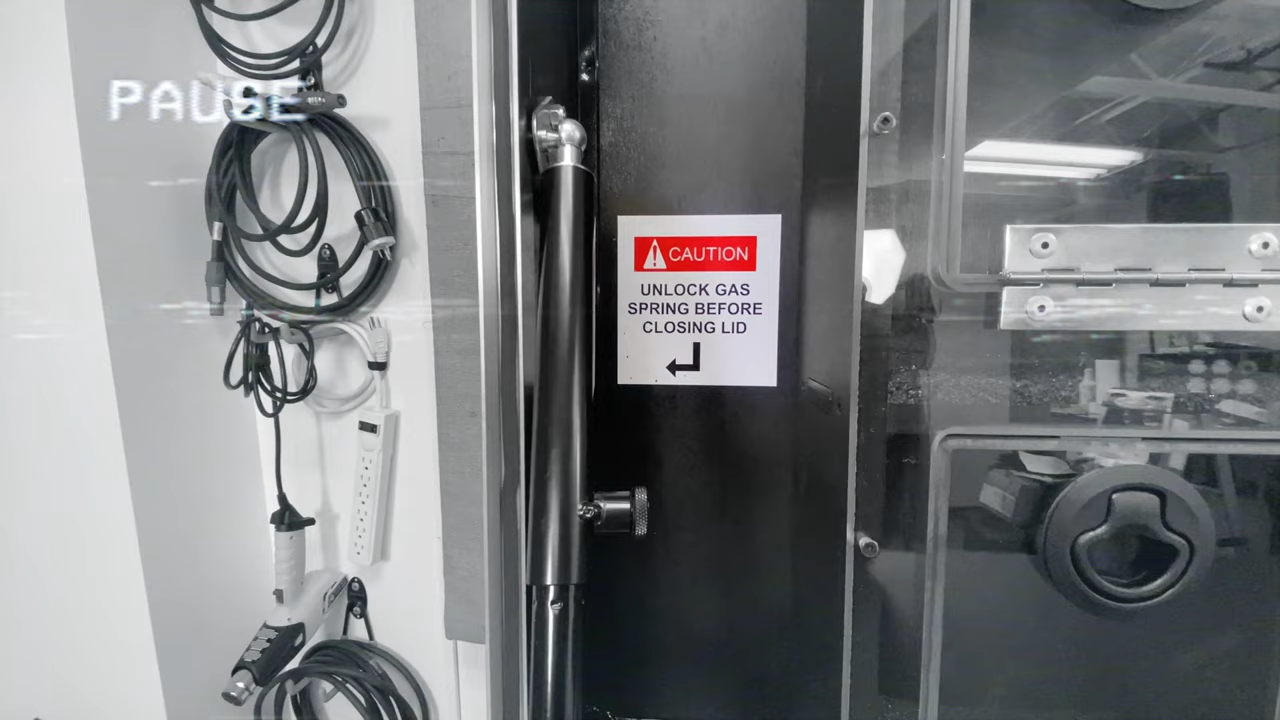 PAUSE
CAUTION
UNLOCK GAS
SPRING BEFORE
CLOSING LID